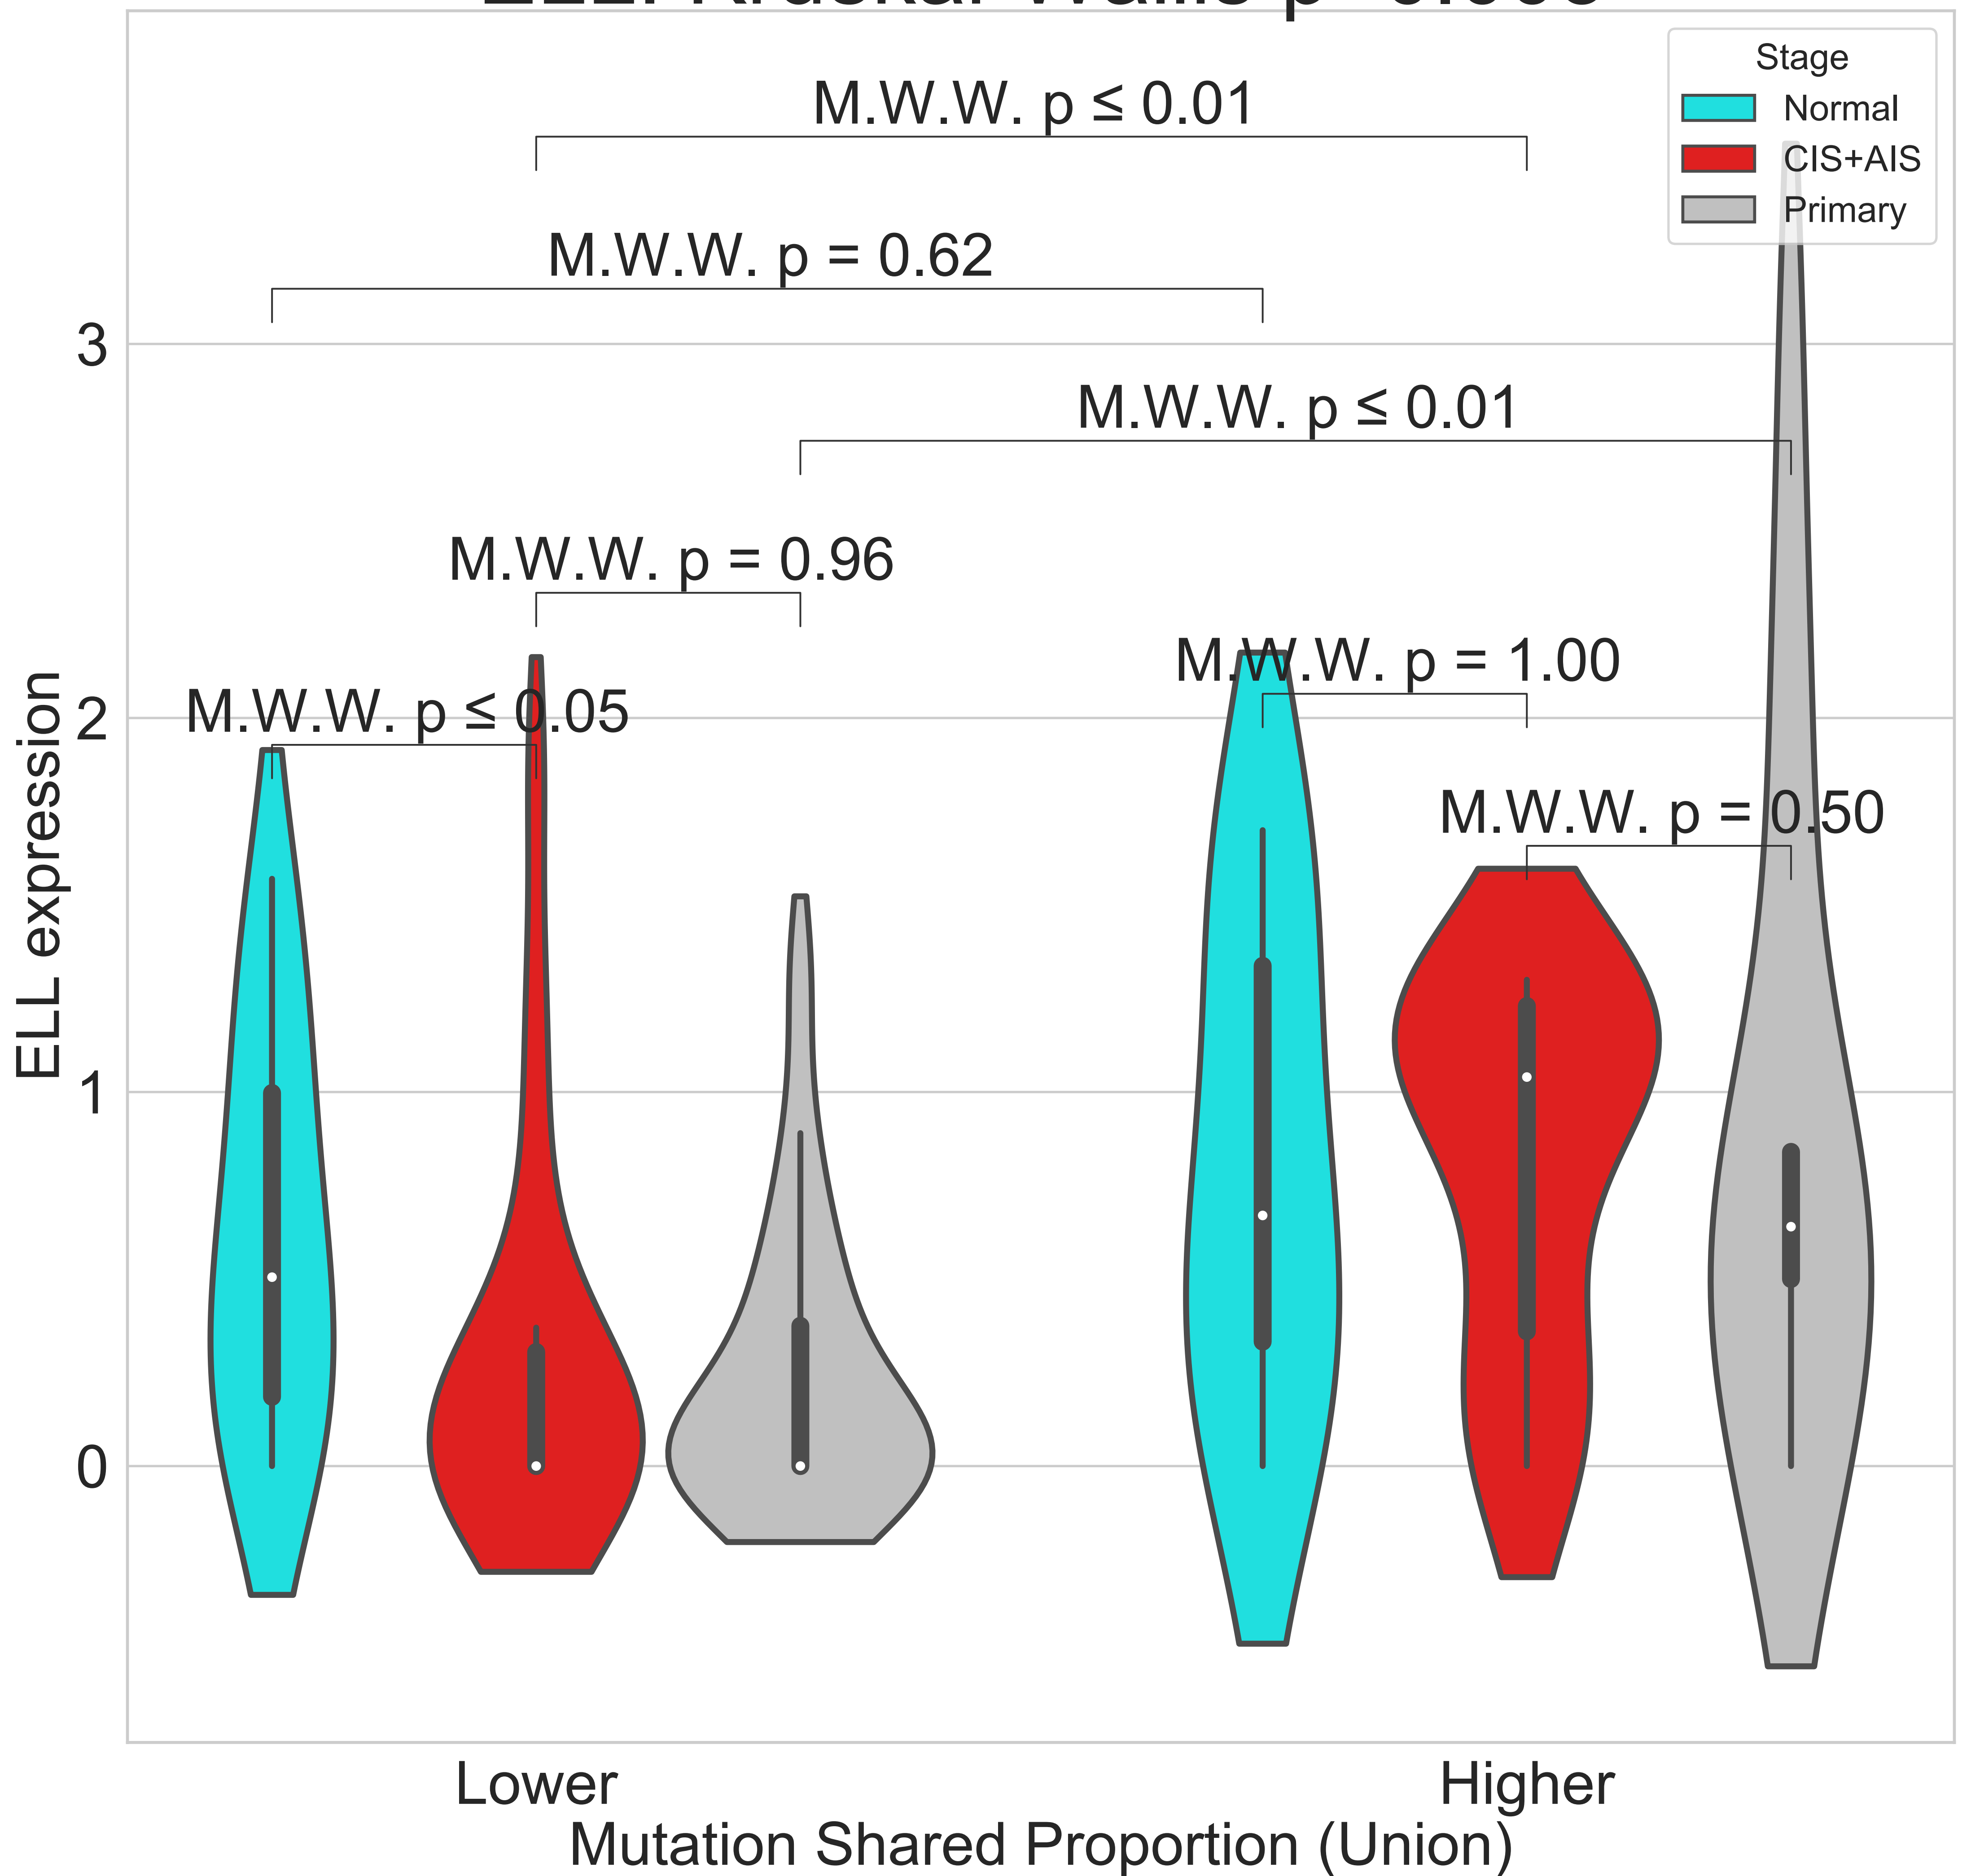 Stage
Normal
CIS+AIS
Primary
M.W.W. p ≤ 0.01
M.W.W. p = 0.62
M.W.W. p ≤ 0.01
M.W.W. p = 0.96
M.W.W. p = 1.00
M.W.W. p ≤ 0.05
M.W.W. p = 0.50
ELL expression
3
2
1
0
Lower
Higher
Mutation Shared Proportion (Union)